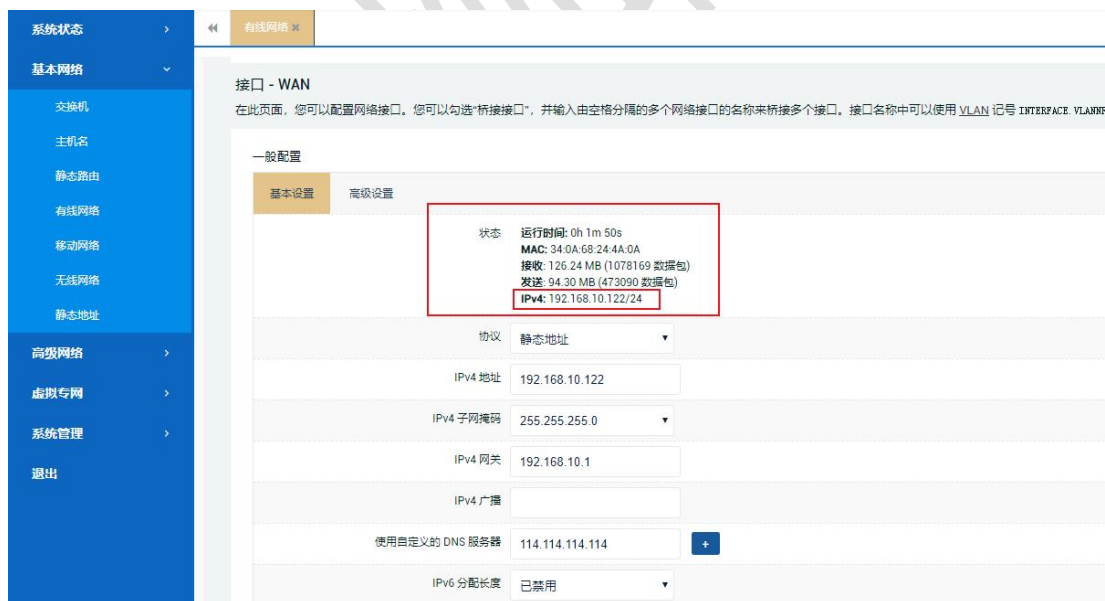 系统状态
有线网络
基本网络
交换机
主机名
静态路由
有线网络
移动网络
无线网络
静态地址
高级网络
虚拟专网
系统管理
退出
接口 - WAN
在此页面，您可以配置网络接口。您可以勾选“桥接接口”，并输入由空格分隔的多个网络接口的名称来桥接多个接口。接口名称中可以使用 VLAN 记号 INTERFACE.VLANNR
一般配置
基本设置 高级设置
状态 运行时间: 0h 1m 50s
MAC: 34:0A:68:24:4A:0A
接收: 126.24 MB (1078169 数据包)
发送: 94.30 MB (473090 数据包)
IPv4: 192.168.10.122/24
协议 静态地址
IPv4 地址 192.168.10.122
IPv4 子网掩码 255.255.255.0
IPv4 网关 192.168.10.1
IPv4 广播
使用自定义的 DNS 服务器 114.114.114.114 +
IPv6 分配长度 已禁用